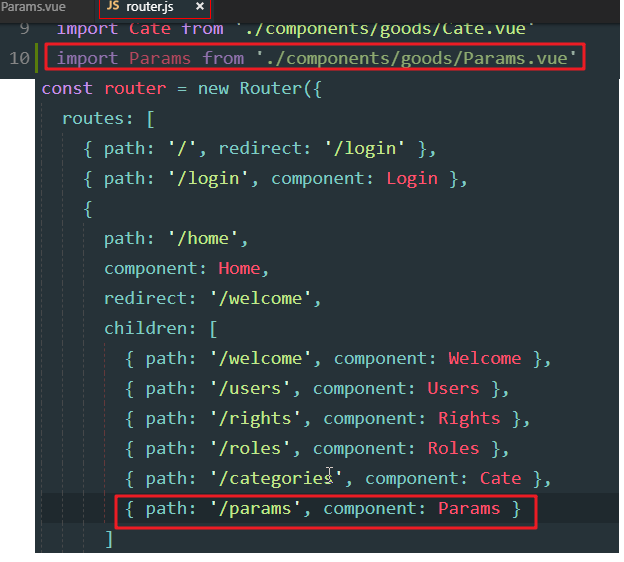 Params.vue JS router.js ×
9 import Cate from './components/goods/Cate.vue'
10 import Params from './components/goods/Params.vue'
const router = new Router({
routes: [
{ path: '/', redirect: '/login' },
{ path: '/login', component: Login },
{
path: '/home',
component: Home,
redirect: '/welcome',
children: [
{ path: '/welcome', component: Welcome },
{ path: '/users', component: Users },
{ path: '/rights', component: Rights },
{ path: '/roles', component: Roles },
{ path: '/categories', component: Cate },
{ path: '/params', component: Params }
]